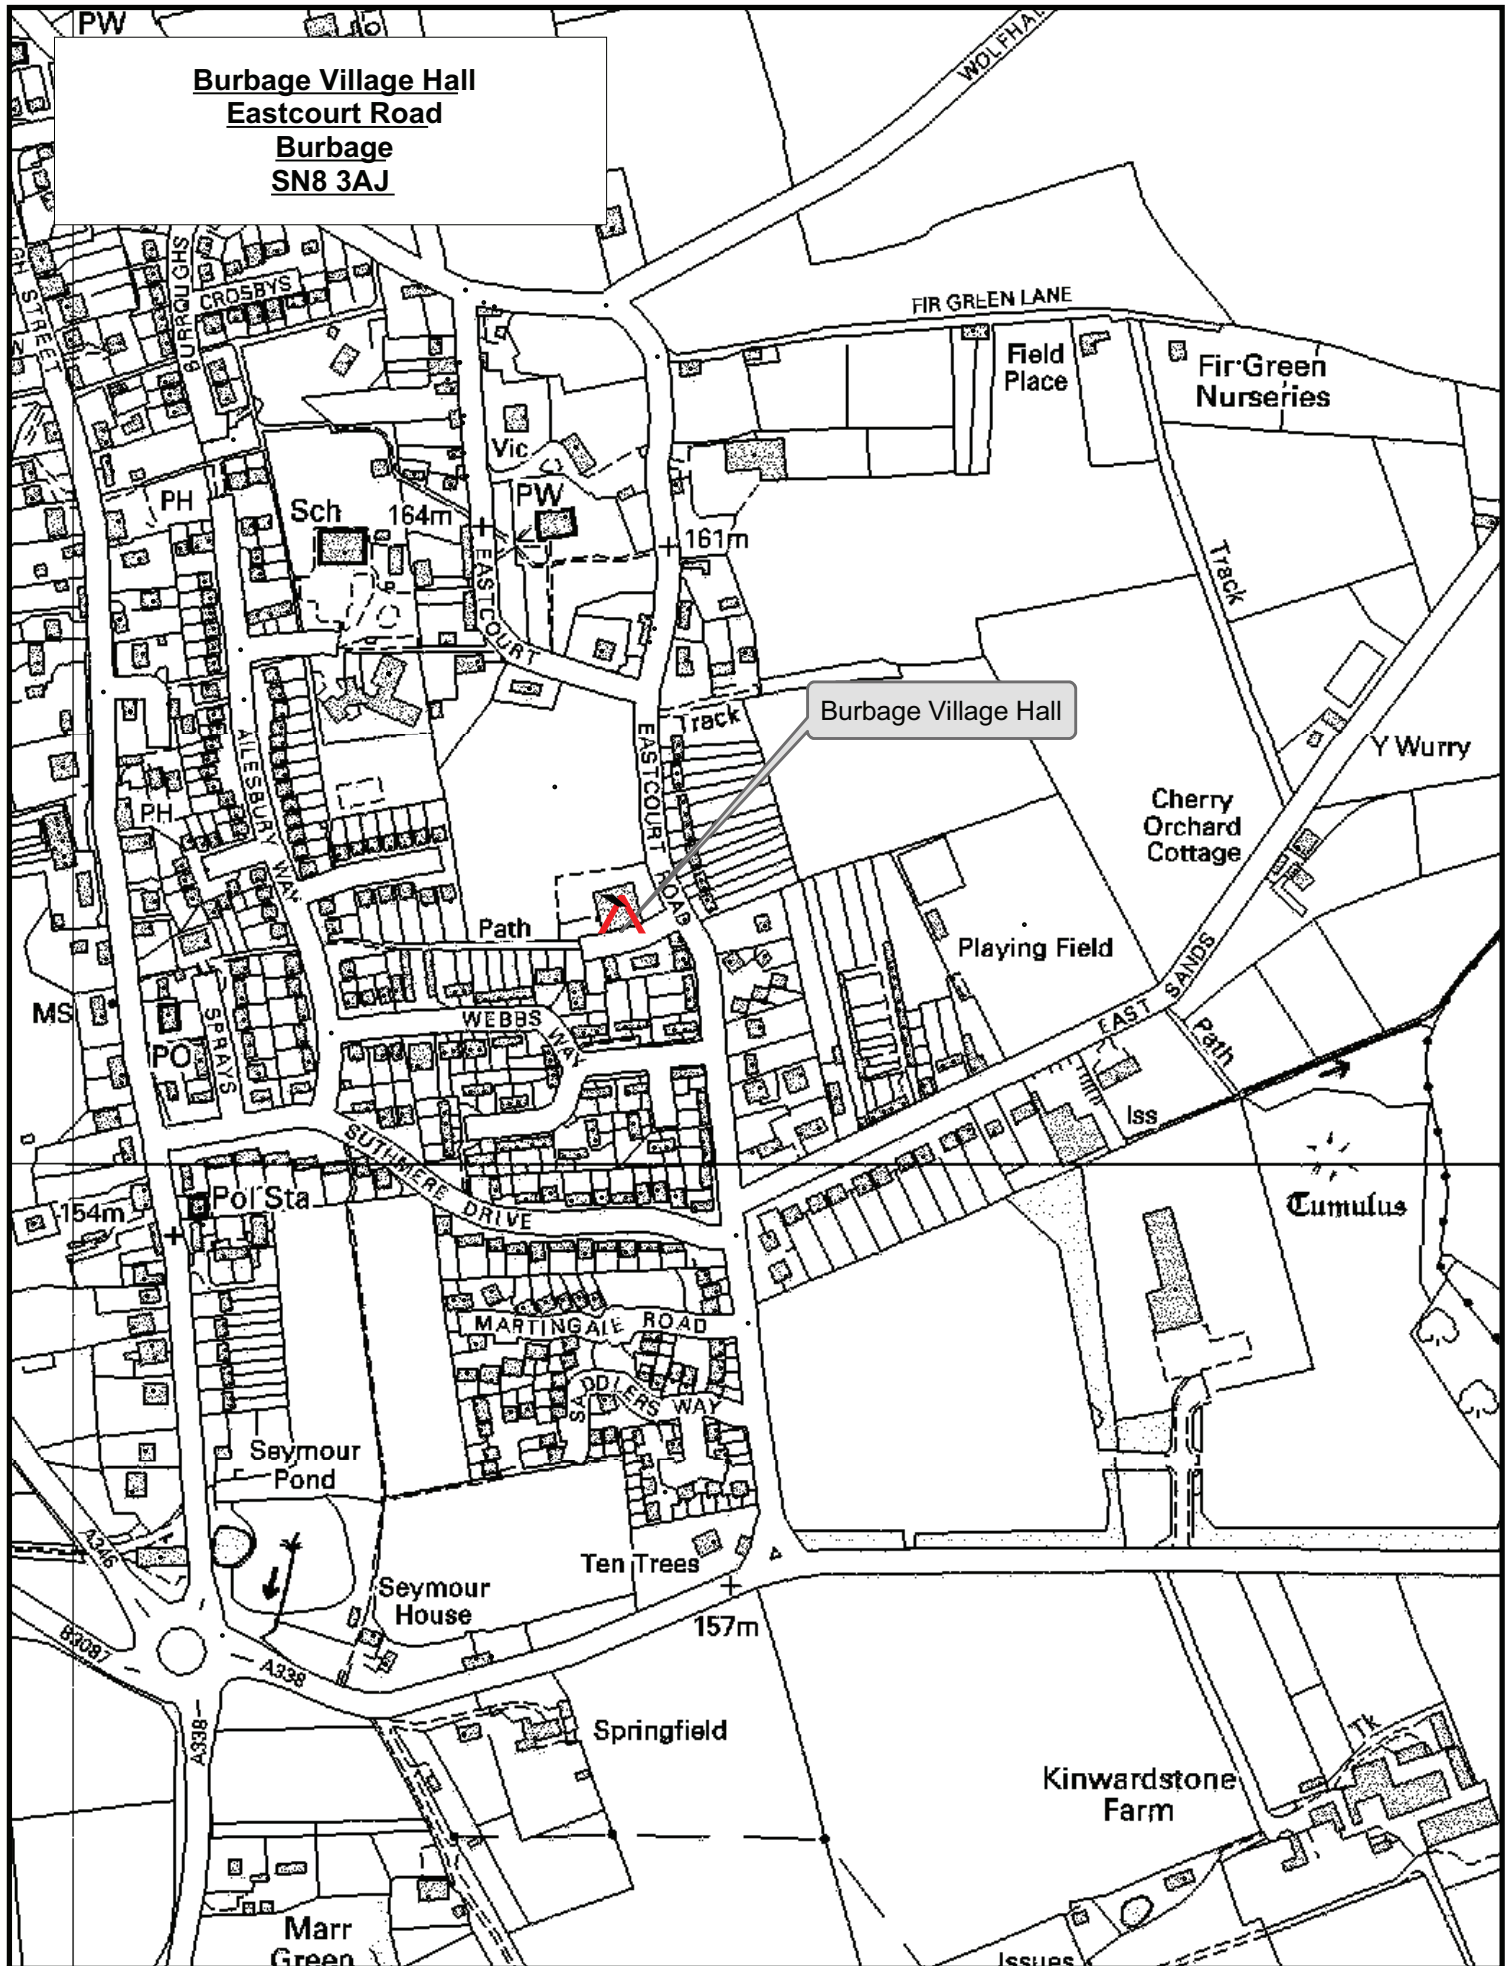 PW
Burbage Village Hall
Eastcourt Road
Burbage
SN8 3AJ
WOLFHA
GH STREET
BURROUGHS
CROSBYS
FIR GREEN LANE
Field
Place
Fir Green
Nurseries
Vic
PH
Sch
164m
PW
161m
EASTCOURT
Track
Track
Burbage Village Hall
EASTCOURT ROAD
AILESBURY WAY
Y Wurry
PH
Cherry
Orchard
Cottage
Path
Playing Field
EAST SANDS
MS
WEBBS WAY
SPRAYS
PO
Path
Iss
SUTHMERE DRIVE
Pol Sta
154m
Tumulus
MARTINGALE ROAD
SADDLERS WAY
Seymour
Pond
A346
Ten Trees
Seymour
House
157m
B3087
A338
A338
Springfield
Tk
Kinwardstone
Farm
Marr
Green
Issues